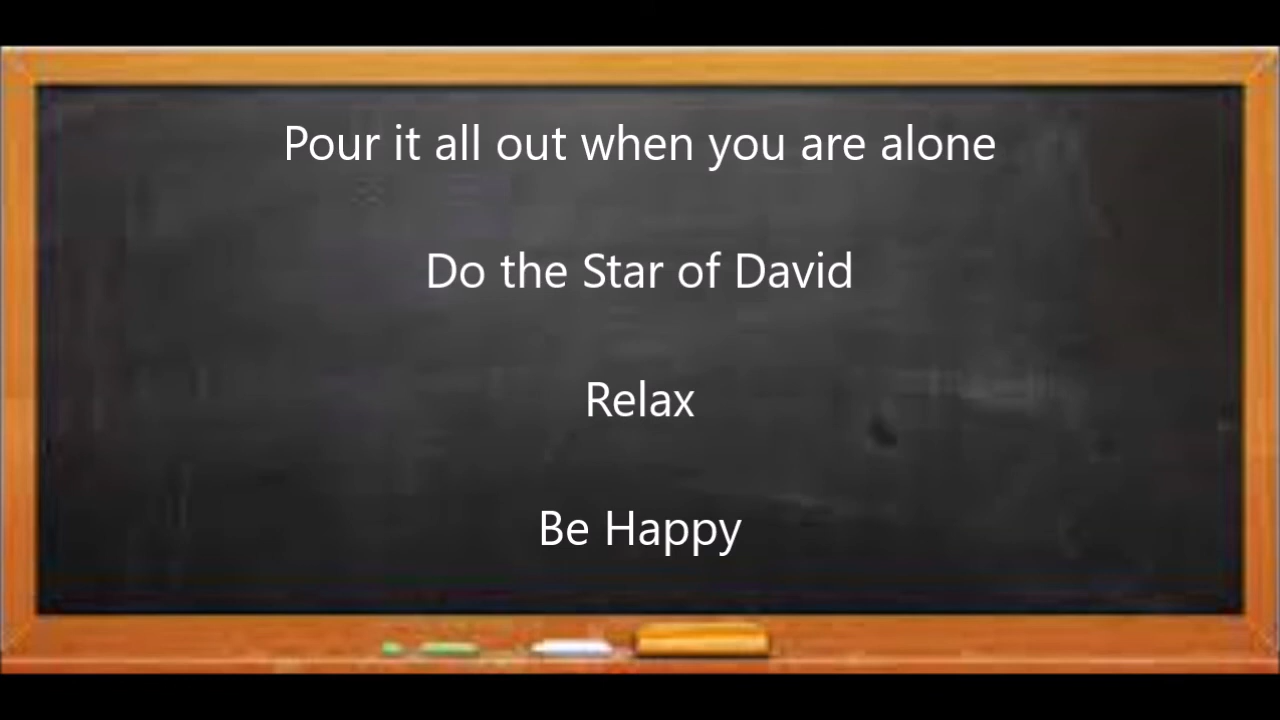 Pour it all out when you are alone
Do the Star of David
Relax
Be Happy